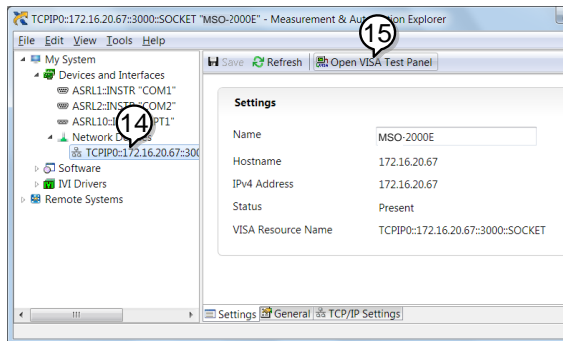 TCPIP0::172.16.20.67::3000::SOCKET "MSO-2000E" - Measurement & Explorer
File Edit View Tools Help
15
My System
Save Refresh Open VISA Test Panel
Devices and Interfaces
ASRL1::INSTR "COM1"
Settings
ASRL2::INSTR "COM2"
14
Name MSO-2000E
Network
TCPIP0::172.16.20.67::300
Hostname 172.16.20.67
Software
IVI Drivers
IPv4 Address 172.16.20.67
Remote Systems
Status Present
VISA Resource Name TCPIP0::172.16.20.67::3000::SOCKET
Settings General TCP/IP Settings